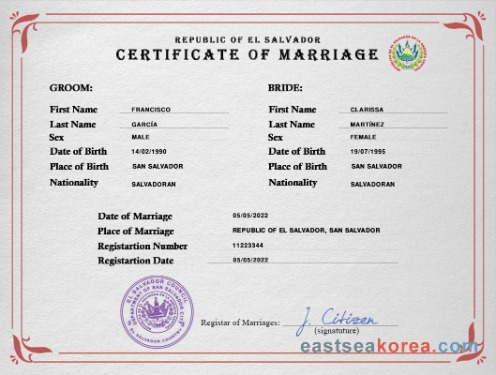 REPUBLIC OF EL SALVADOR
CERTIFICATE OF MARRIAGE
GROOM: BRIDE:
First Name FRANCISCO First Name CLARISSA
Last Name GARCÍA Last Name MARTÍNEZ
Sex MALE Sex FEMALE
Date of Birth 14/02/1990 Date of Birth 19/07/1995
Place of Birth SAN SALVADOR Place of Birth SAN SALVADOR
Nationality SALVADORAN Nationality SALVADORAN
Date of Marriage 05/05/2022
Place of Marriage REPUBLIC OF EL SALVADOR, SAN SALVADOR
Registartion Number 11223344
Registartion Date 05/05/2022
EL SALVADOR COUNCIL
Registar of Marriages: J. Citizen
(signatuture)
eastseakorea.com